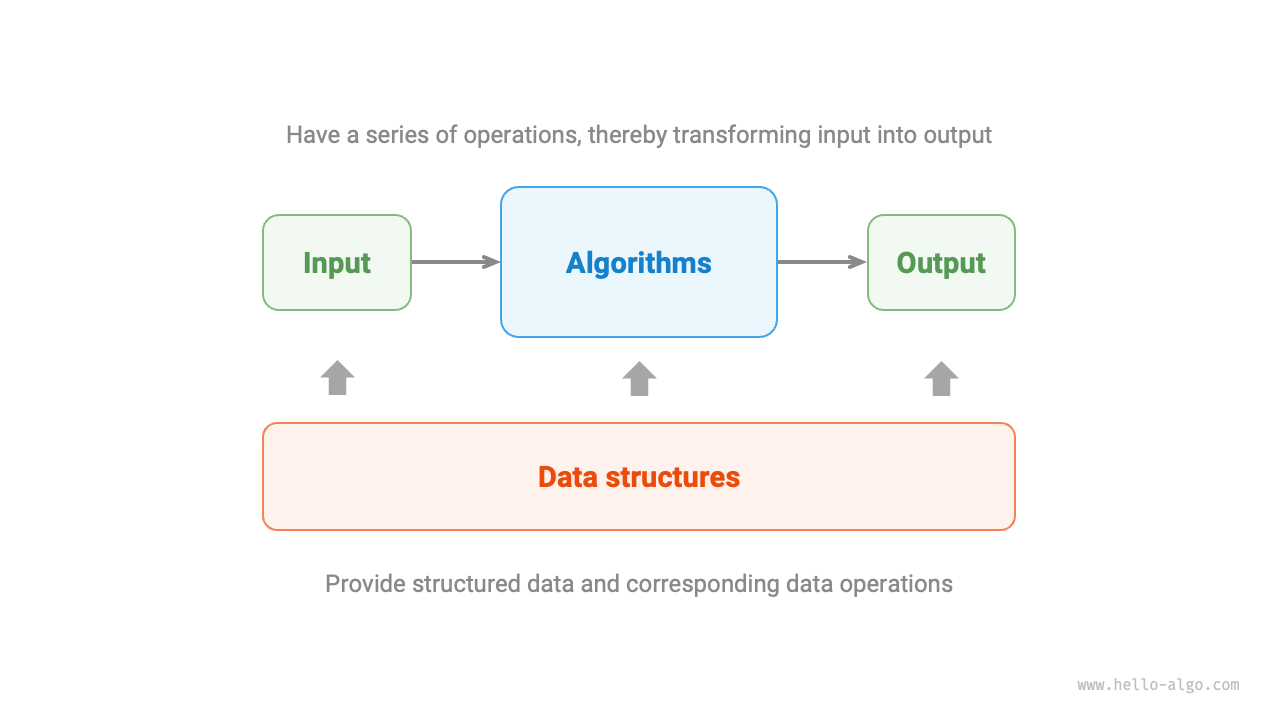 Have a series of operations, thereby transforming input into output
Input
Algorithms
Output
Data structures
Provide structured data and corresponding data operations
www.hello-algo.com